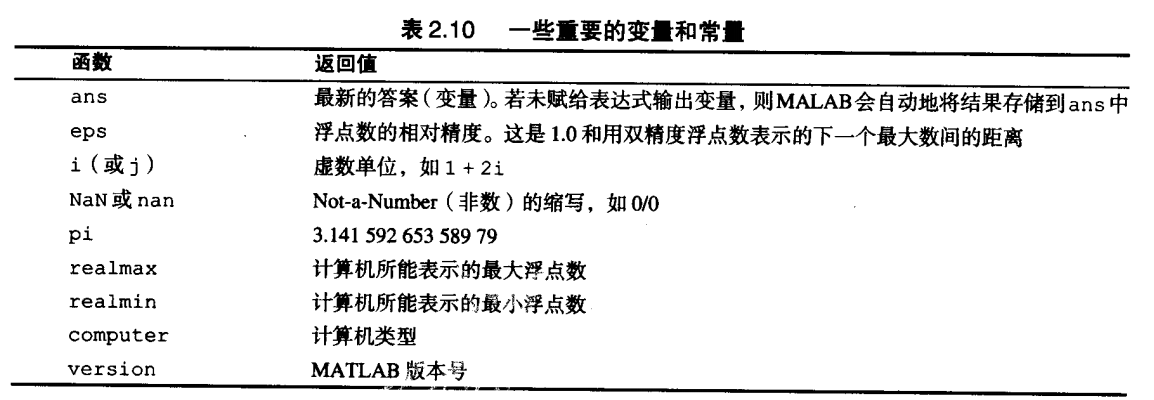 表 2.10 一些重要的变量和常量
函数 返回值
ans 最新的答案(变量)。若未赋给表达式输出变量，则MALAB会自动地将结果存储到ans中
eps 浮点数的相对精度。这是 1.0 和用双精度浮点数表示的下一个最大数间的距离
i（或j） 虚数单位，如 1 + 2i
NaN或nan Not-a-Number（非数）的缩写，如 0/0
pi 3.141 592 653 589 79
realmax 计算机所能表示的最大浮点数
realmin 计算机所能表示的最小浮点数
computer 计算机类型
version MATLAB 版本号